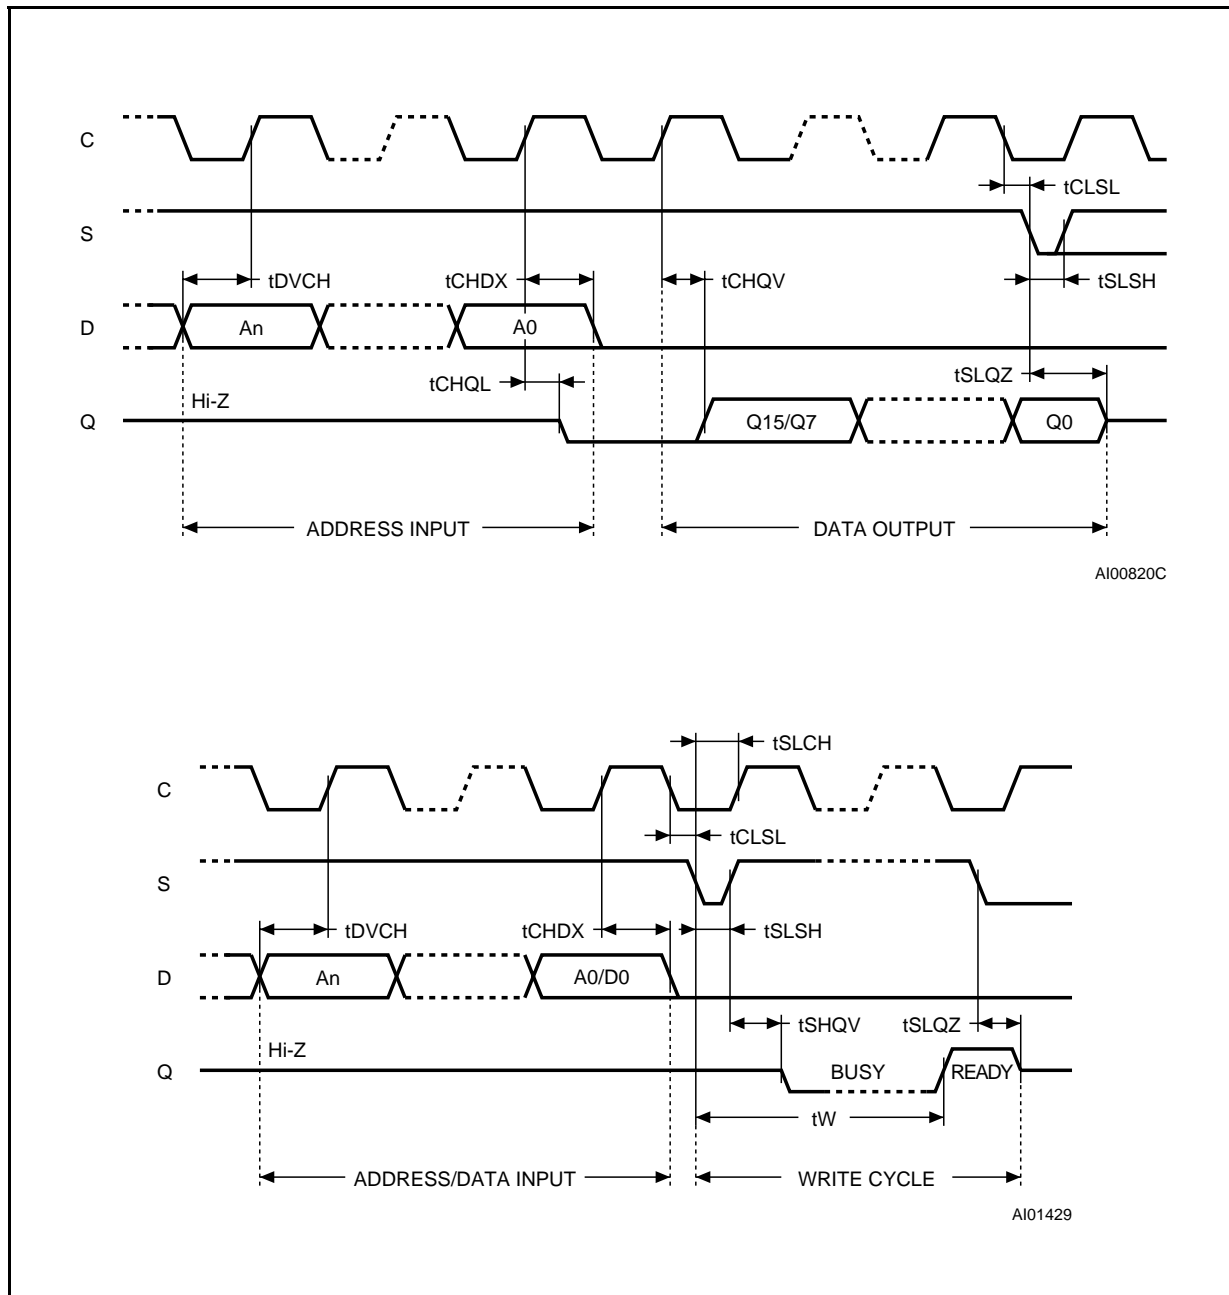 C
tCLSL
S
tDVCH
tCHDX
tCHQV
tSLSH
D
An
A0
tCHQL
tSLQZ
Hi-Z
Q
Q15/Q7
Q0
ADDRESS INPUT
DATA OUTPUT
AI00820C
tSLCH
C
tCLSL
S
tDVCH
tCHDX
tSLSH
D
An
A0/D0
tSHQV
tSLQZ
Hi-Z
Q
BUSY
READY
tW
ADDRESS/DATA INPUT
WRITE CYCLE
AI01429